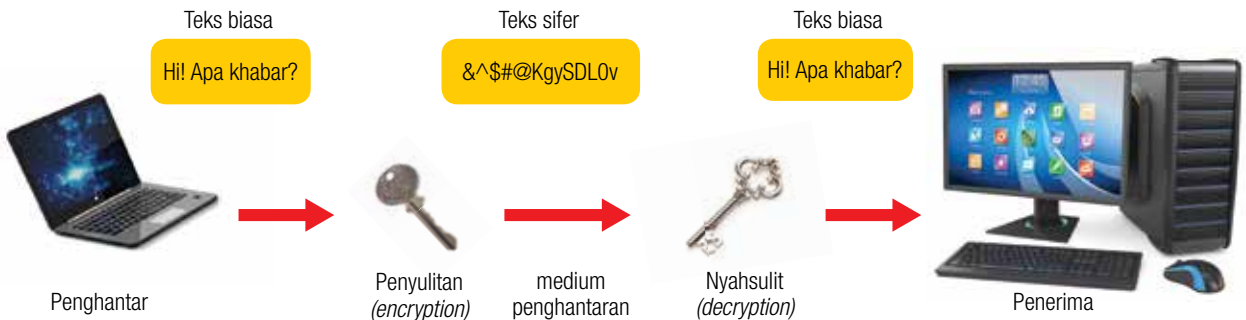 Teks biasa
Teks sifer
Teks biasa
Hi! Apa khabar?
&^$#@KgySDL0v
Hi! Apa khabar?
Penghantar
Penyulitan
(encryption)
medium
penghantaran
Nyahsulit
(decryption)
Penerima